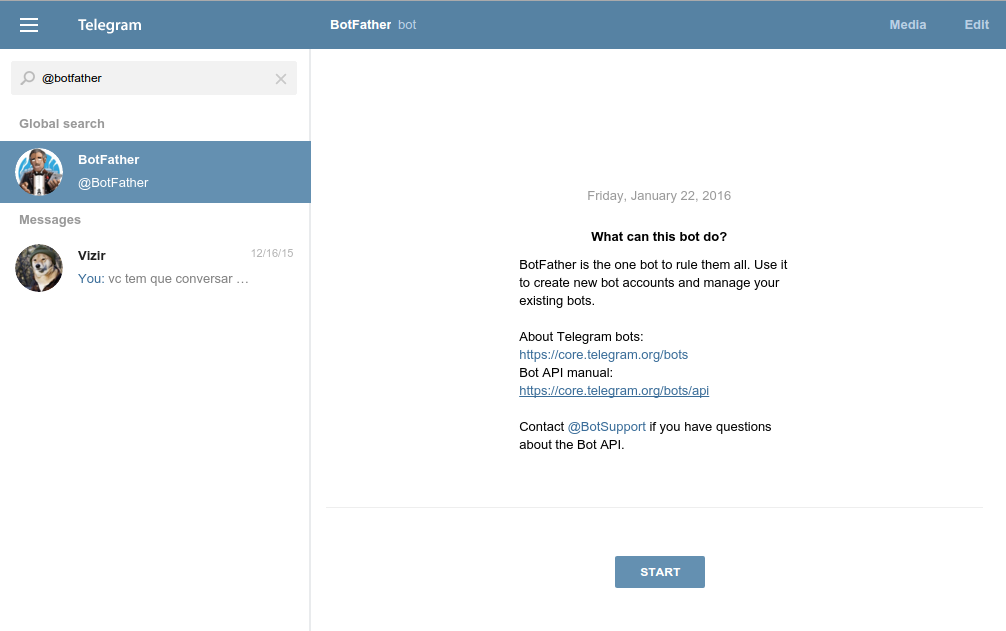 Telegram
BotFather bot
Media
Edit
@botfather
Global search
BotFather
@BotFather
Messages
Vizir
12/16/15
You: vc tem que conversar …
Friday, January 22, 2016
What can this bot do?
BotFather is the one bot to rule them all. Use it
to create new bot accounts and manage your
existing bots.
About Telegram bots:
https://core.telegram.org/bots
Bot API manual:
https://core.telegram.org/bots/api
Contact @BotSupport if you have questions
about the Bot API.
START